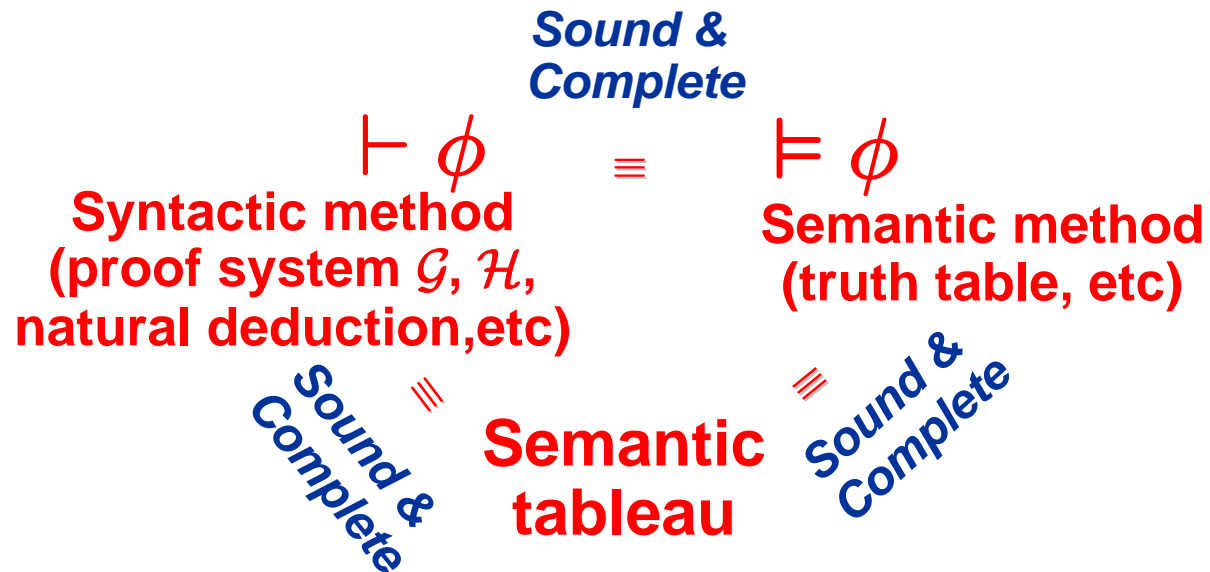 Sound &
Complete
⊢ ϕ ≡ ⊨ ϕ
Syntactic method
(proof system 𝒢, ℋ,
natural deduction,etc)
Semantic method
(truth table, etc)
Sound &
Complete
≡
Semantic
tableau
≡
Sound &
Complete